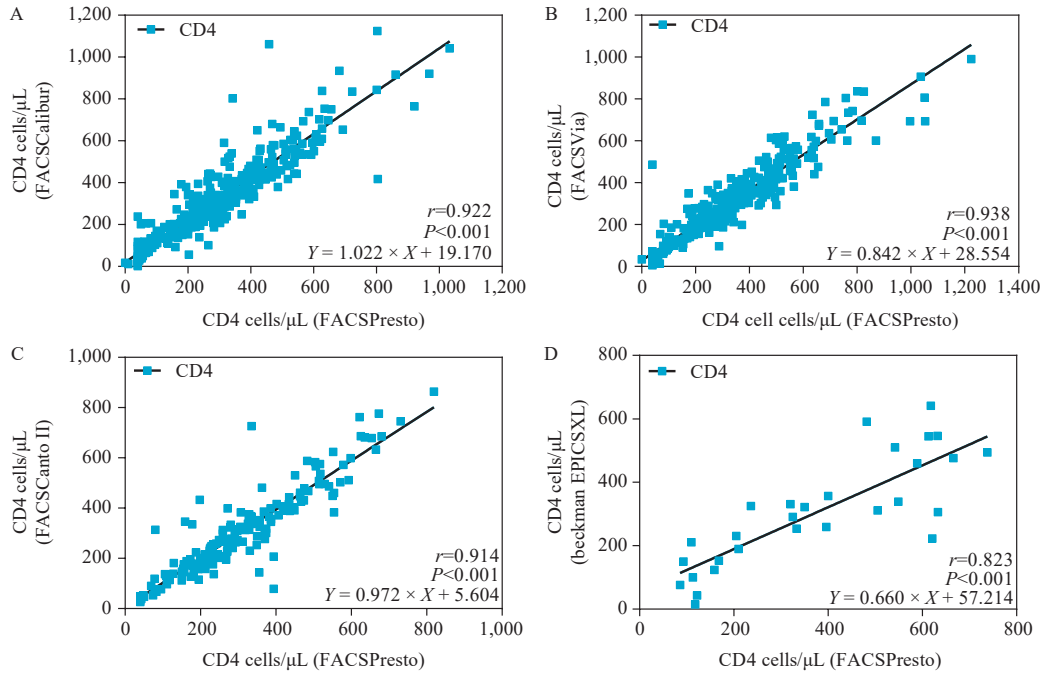 A
1,200
1,000
800
600
400
200
0
CD4 cells/μL
(FACSCalibur)
CD4
r=0.922
P<0.001
Y = 1.022 × X + 19.170
0 200 400 600 800 1,000 1,200
CD4 cells/μL (FACSPresto)
B
1,200
1,000
800
600
400
200
0
CD4 cells/μL
(FACSVia)
CD4
r=0.938
P<0.001
Y = 0.842 × X + 28.554
0 200 400 600 800 1,000 1,200 1,400
CD4 cell cells/μL (FACSPresto)
C
1,000
800
600
400
200
0
CD4 cells/μL
(FACSCanto II)
CD4
r=0.914
P<0.001
Y = 0.972 × X + 5.604
0 200 400 600 800 1,000
CD4 cells/μL (FACSPresto)
D
800
600
400
200
0
CD4 cells/μL
(beckman EPICSXL)
CD4
r=0.823
P<0.001
Y = 0.660 × X + 57.214
0 200 400 600 800
CD4 cells/μL (FACSPresto)